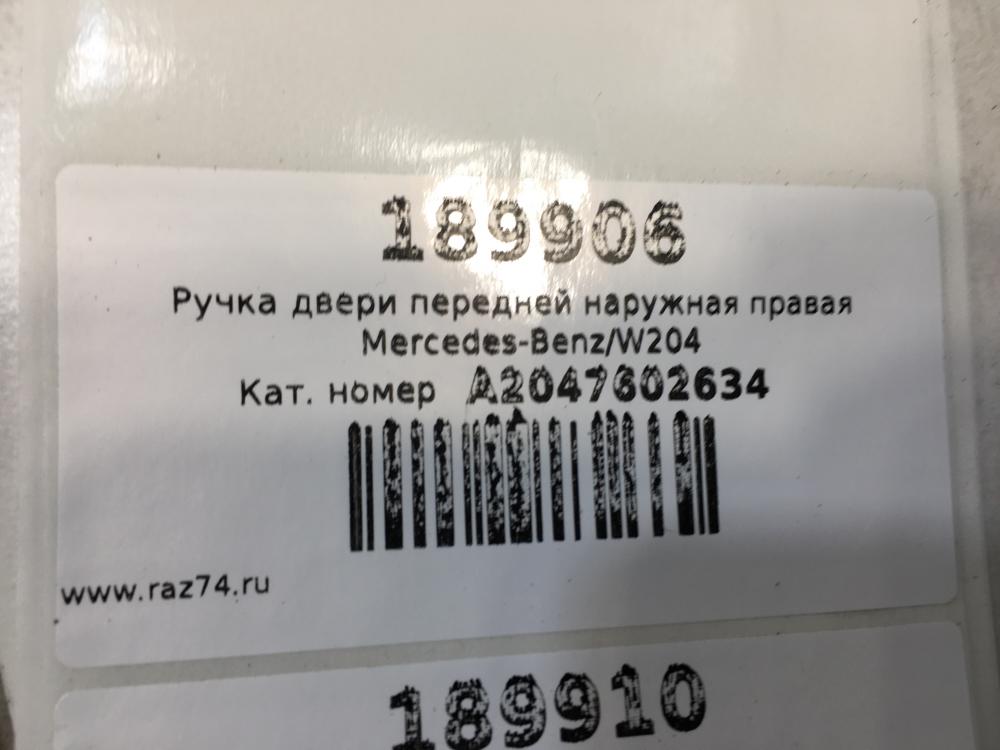 189906
Ручка двери передней наружная правая
Mercedes-Benz/W204
Кат. номер A2047602634
www.raz74.ru
189910